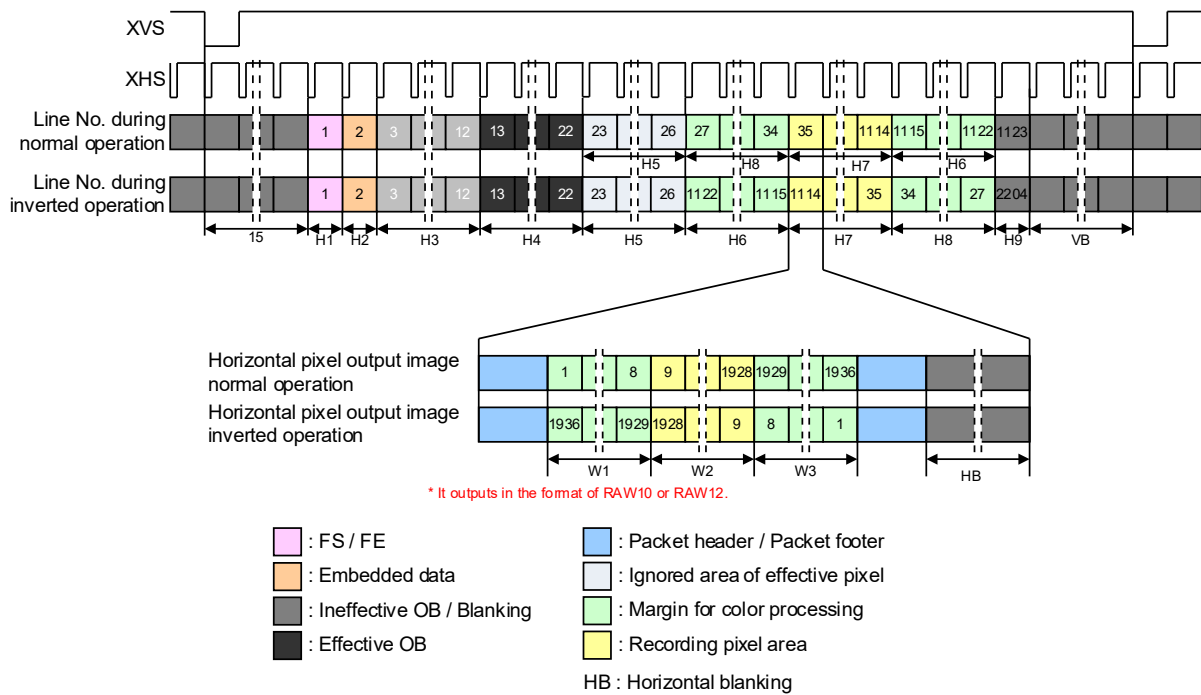 XVS
XHS
Line No. during
normal operation
1 2 3 12 13 22 23 26 27 34 35 1114 1115 1122 1123
H5 H8 H7 H6
Line No. during
inverted operation
1 2 3 12 13 22 23 26 1122 1115 1114 35 34 27 2204
15 H1 H2 H3 H4 H5 H6 H7 H8 H9 VB
Horizontal pixel output image
normal operation
1 8 9 1928 1929 1936
Horizontal pixel output image
inverted operation
1936 1929 1928 9 8 1
W1 W2 W3 HB
* It outputs in the format of RAW10 or RAW12.
: FS / FE
: Packet header / Packet footer
: Embedded data
: Ignored area of effective pixel
: Ineffective OB / Blanking
: Margin for color processing
: Effective OB
: Recording pixel area
HB : Horizontal blanking